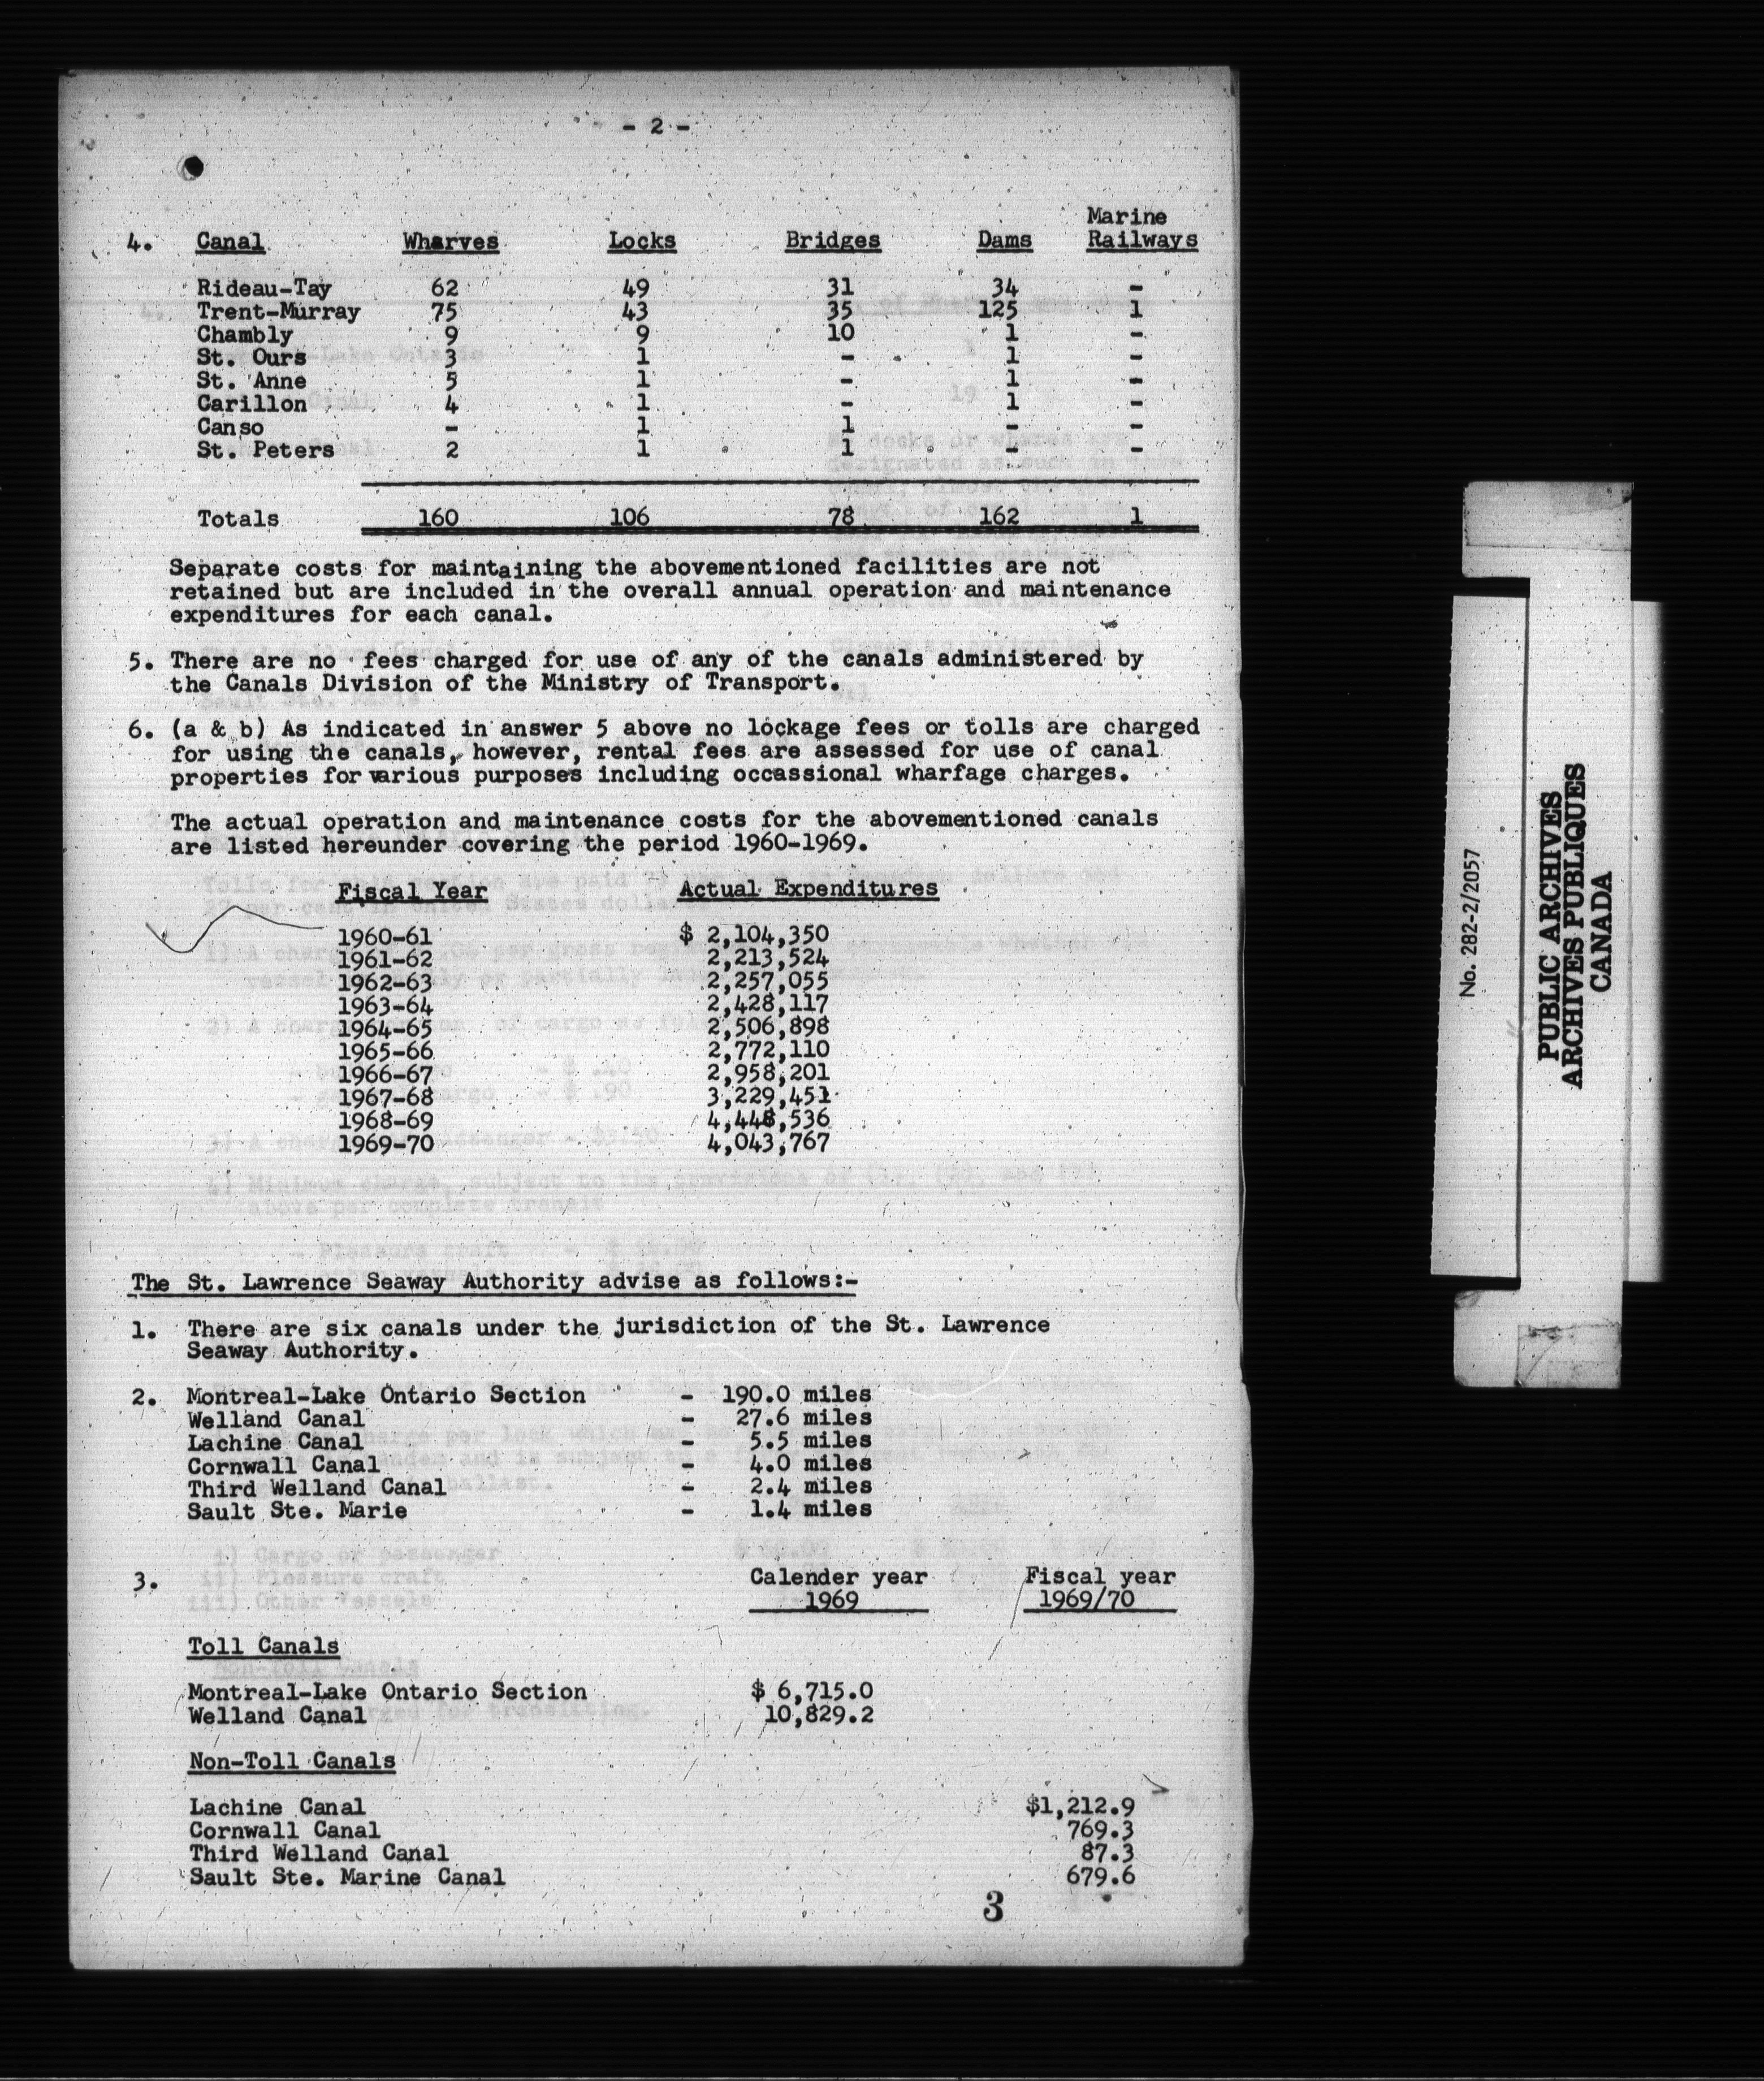 - 2 -
Marine
4. Canal Wharves Locks Bridges Dams Railways
Rideau-Tay 62 49 31 34 -
Trent-Murray 75 43 35 125 1
Chambly 9 9 10 1 -
St. Ours 3 1 - 1 -
St. Anne 5 1 - 1 -
Carillon 4 1 - 1 -
Canso - 1 1 - -
St. Peters 2 1 1 - -
Totals 160 106 78 162 1
Separate costs for maintaining the abovementioned facilities are not
retained but are included in the overall annual operation and maintenance
expenditures for each canal.
5. There are no fees charged for use of any of the canals administered by
the Canals Division of the Ministry of Transport.
6. (a & b) As indicated in answer 5 above no lockage fees or tolls are charged
for using the canals, however, rental fees are assessed for use of canal
properties for various purposes including occassional wharfage charges.
The actual operation and maintenance costs for the abovementioned canals
are listed hereunder covering the period 1960-1969.
Fiscal Year Actual Expenditures
1960-61 $ 2,104,350
1961-62 2,213,524
1962-63 2,257,055
1963-64 2,428,117
1964-65 2,506,898
1965-66 2,772,110
1966-67 2,958,201
1967-68 3,229,451
1968-69 4,448,536
1969-70 4,043,767
The St. Lawrence Seaway Authority advise as follows:-
1. There are six canals under the jurisdiction of the St. Lawrence
Seaway Authority.
2. Montreal-Lake Ontario Section - 190.0 miles
Welland Canal - 27.6 miles
Lachine Canal - 5.5 miles
Cornwall Canal - 4.0 miles
Third Welland Canal - 2.4 miles
Sault Ste. Marie - 1.4 miles
3. Calender year Fiscal year
1969 1969/70
Toll Canals
Montreal-Lake Ontario Section $ 6,715.0
Welland Canal 10,829.2
Non-Toll Canals
Lachine Canal $1,212.9
Cornwall Canal 769.3
Third Welland Canal 87.3
Sault Ste. Marine Canal 679.6
3
No. 282-2/2057
PUBLIC ARCHIVES
ARCHIVES PUBLIQUES
CANADA